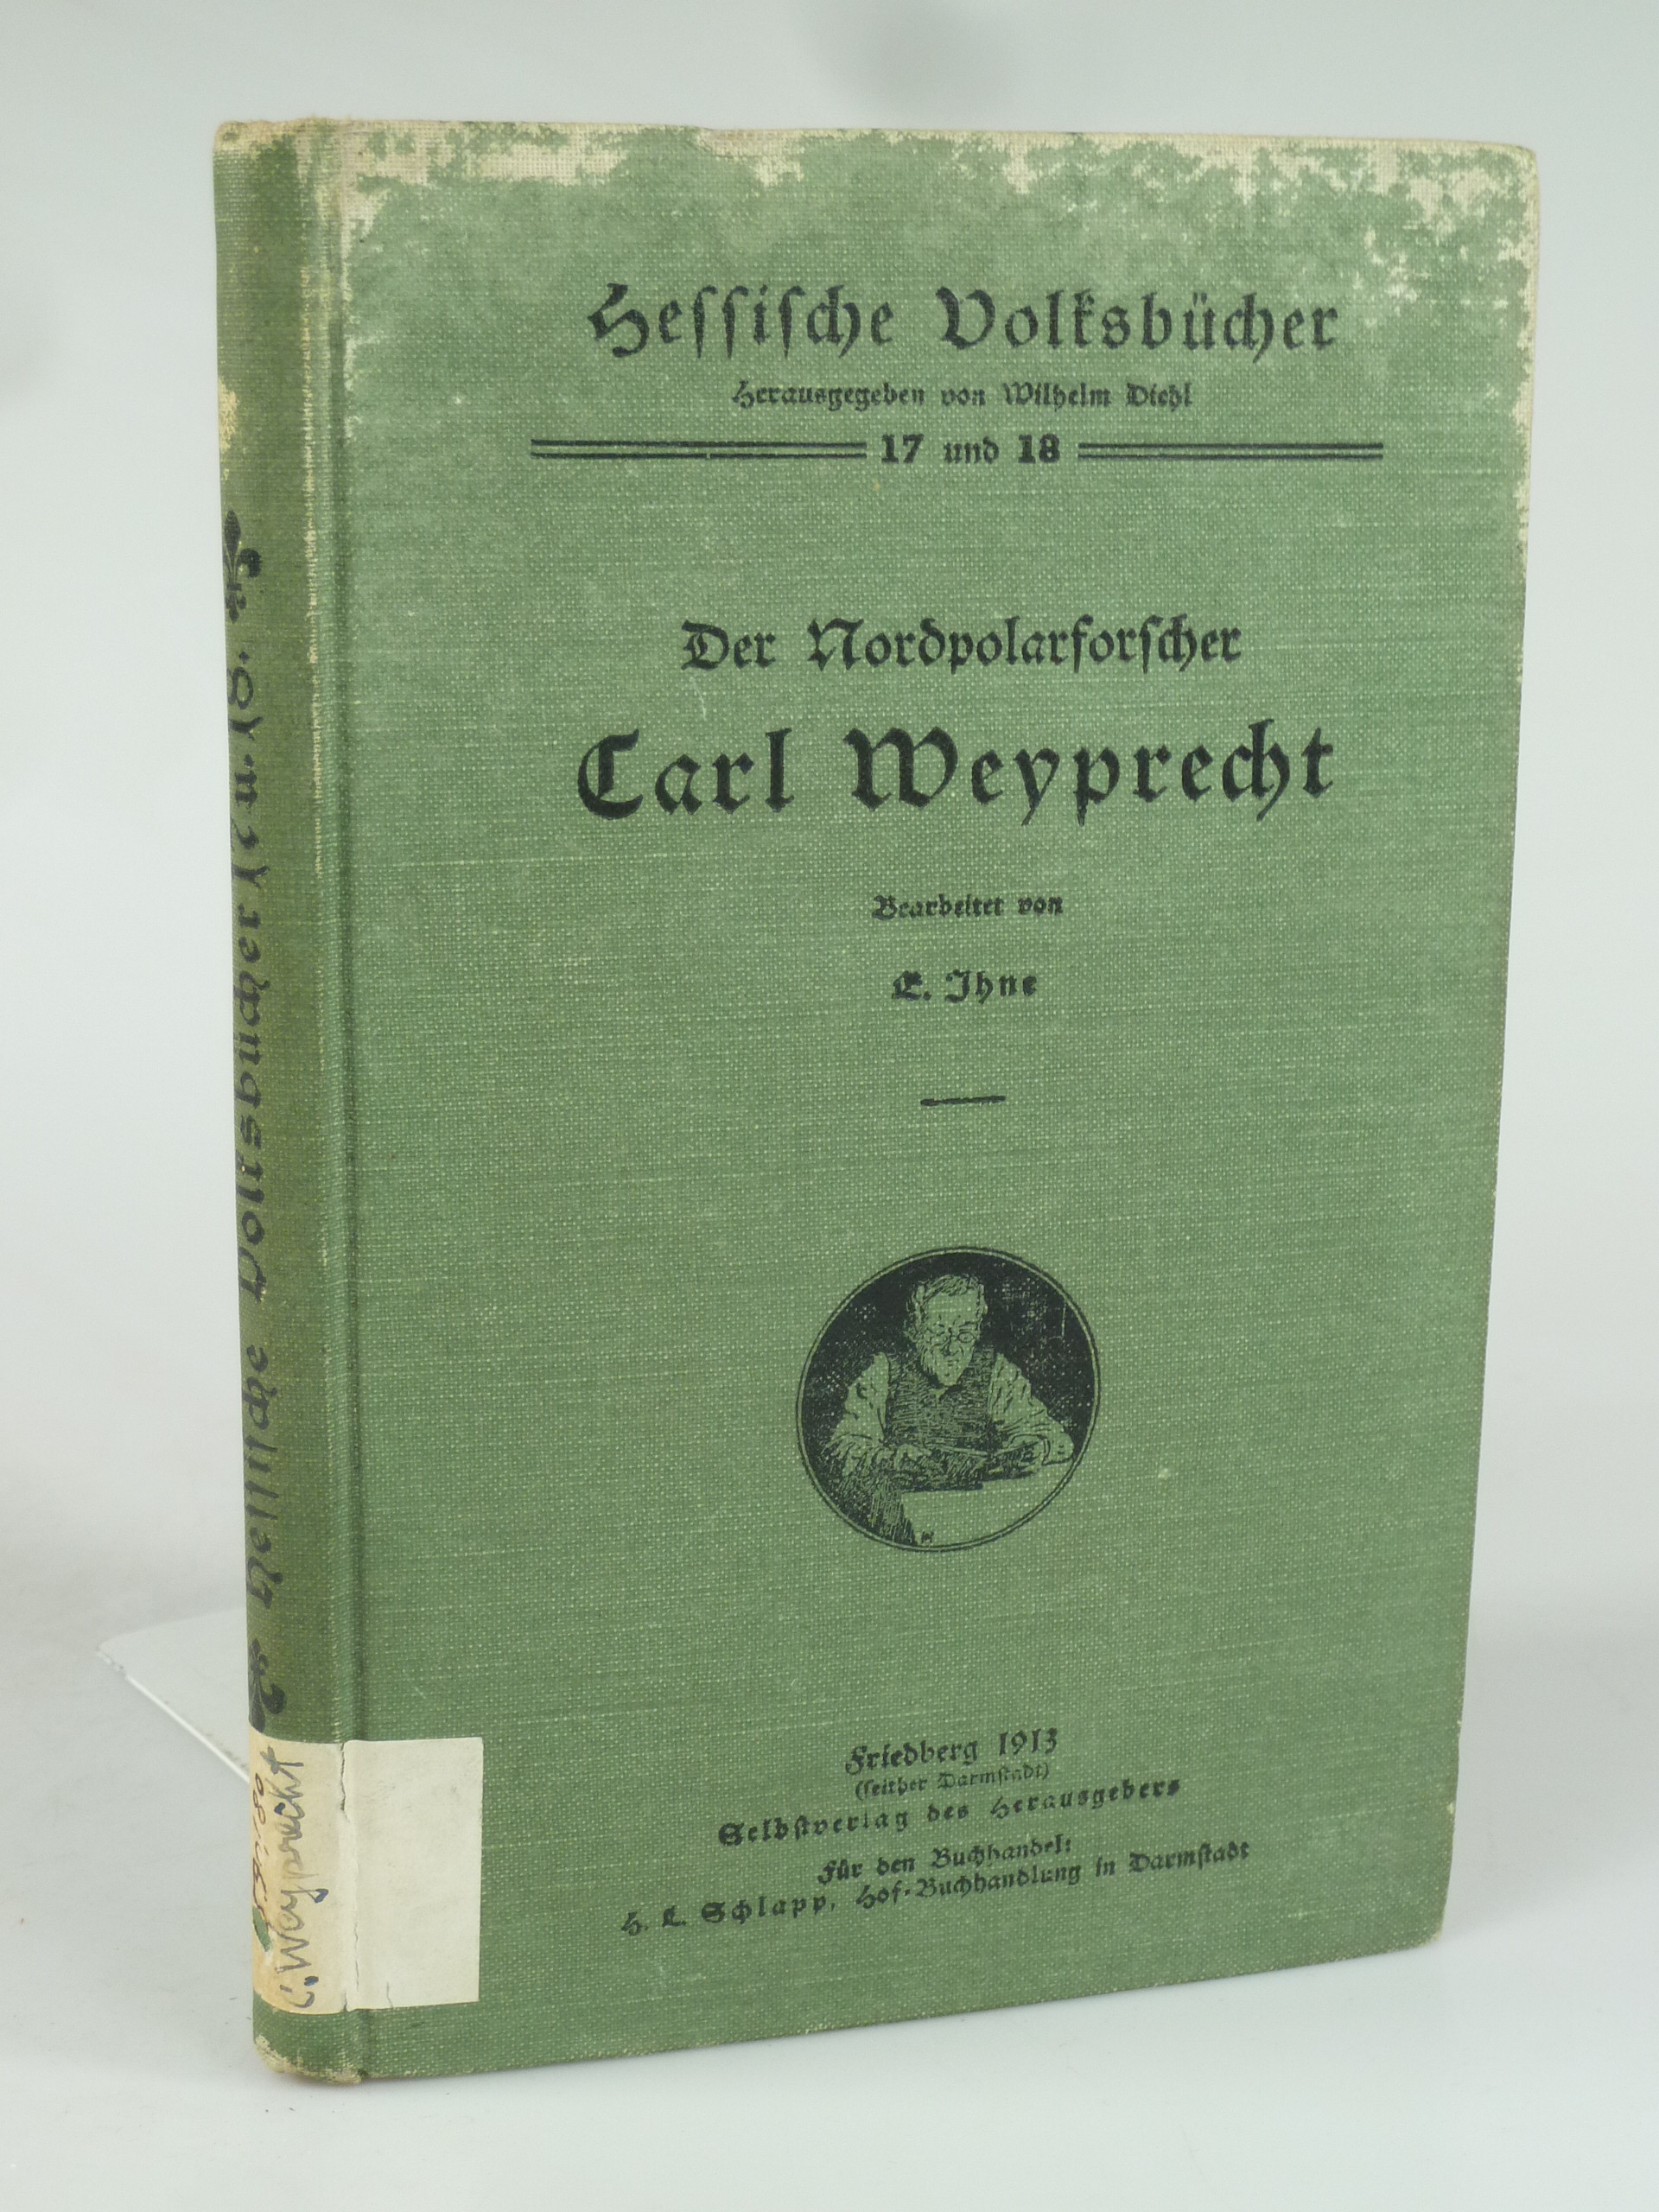 Hessische Volksbücher
Herausgegeben von Wilhelm Diehl
17 und 18
Der Nordpolarforscher
Carl Weyprecht
Bearbeitet von
E. Ihne
Friedberg 1913
(seither Darmstadt)
Selbstverlag des Herausgebers
Für den Buchhandel:
H. L. Schlapp, Hof-Buchhandlung in Darmstadt
Hessische Volksbücher 17 u. 18.
C. Weyprecht